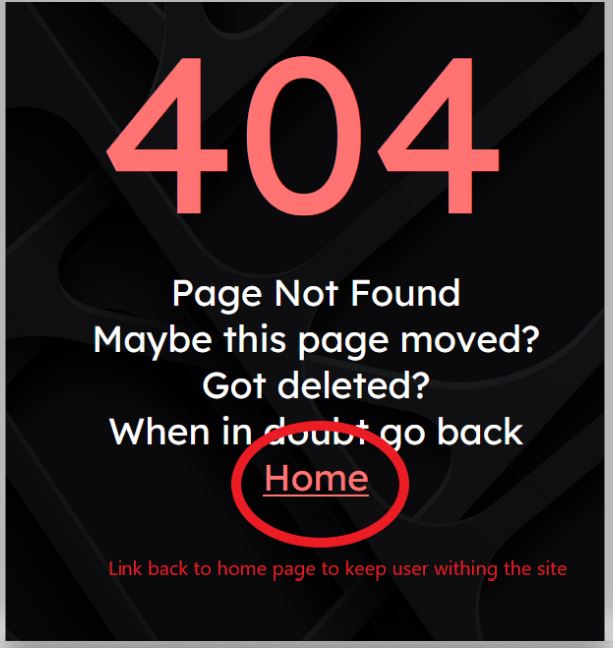 404
Page Not Found
Maybe this page moved?
Got deleted?
When in doubt go back
Home
Link back to home page to keep user withing the site